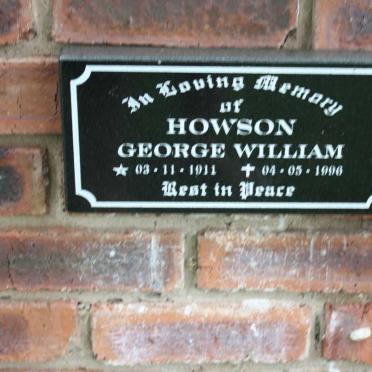 In Loving Memory
of
HOWSON
GEORGE WILLIAM
★ 03·11·1911 ✝ 04·05·1996
Rest in Peace